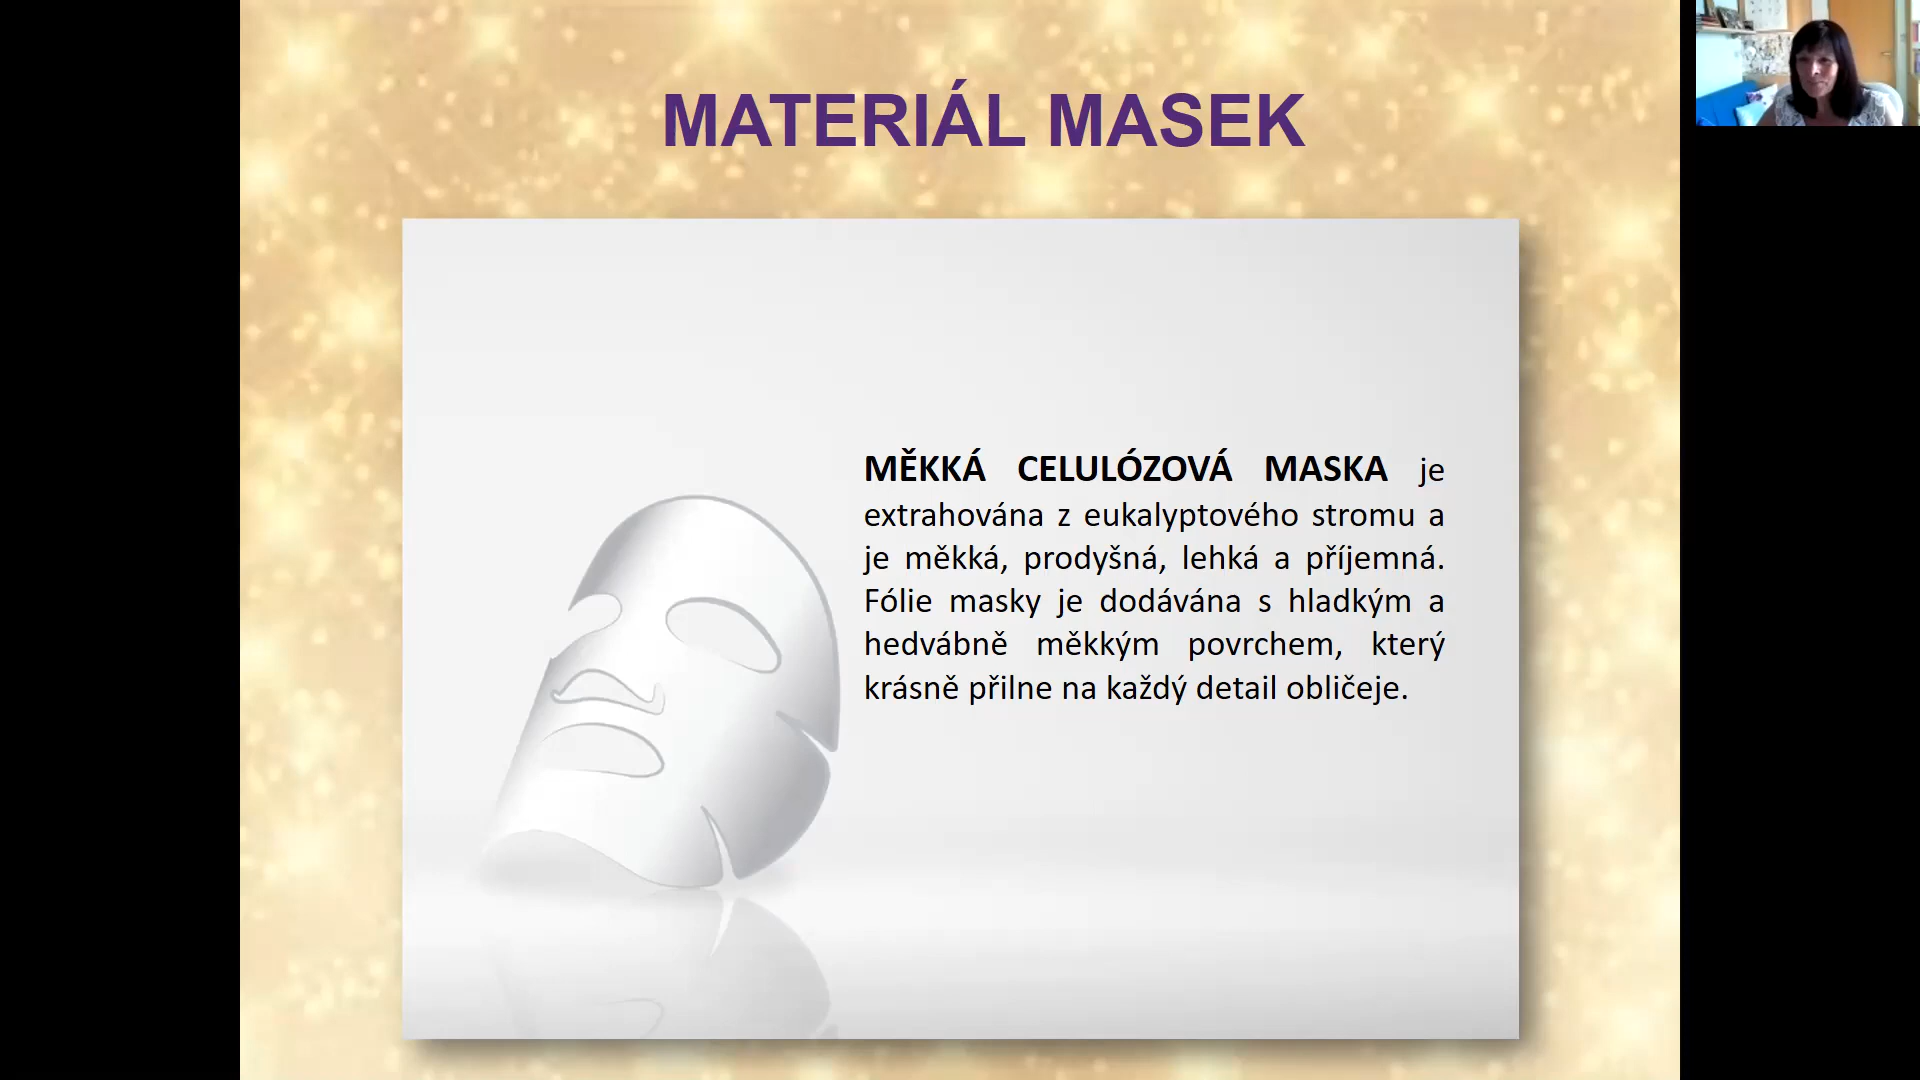 MATERIÁL MASEK
MĚKKÁ CELULÓZOVÁ MASKA je
extrahována z eukalyptového stromu a
je měkká, prodyšná, lehká a příjemná.
Fólie masky je dodávána s hladkým a
hedvábně měkkým povrchem, který
krásně přilne na každý detail obličeje.